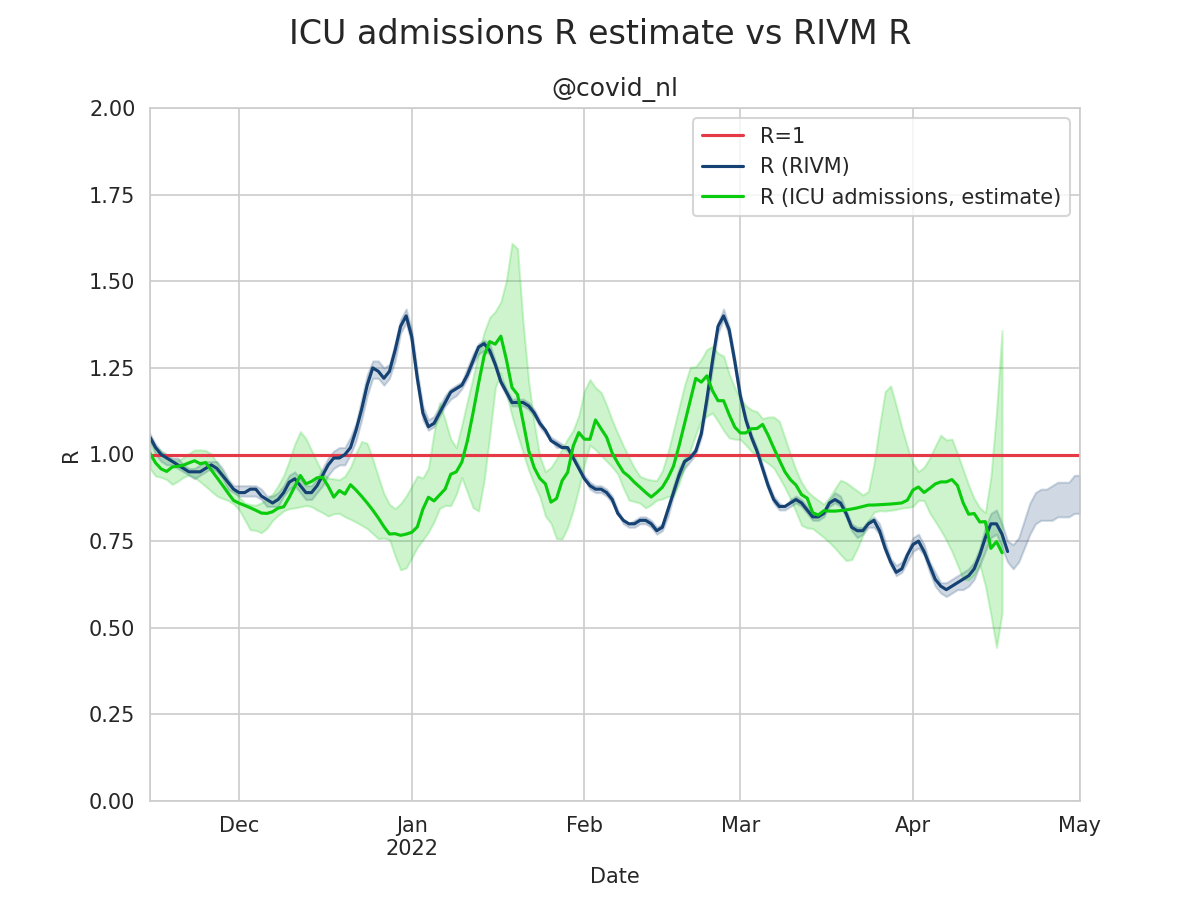 ICU admissions R estimate vs RIVM R
@covid_nl
R=1
R (RIVM)
R (ICU admissions, estimate)
2.00
1.75
1.50
1.25
1.00
0.75
0.50
0.25
0.00
R
Dec
Jan
2022
Feb
Mar
Apr
May
Date